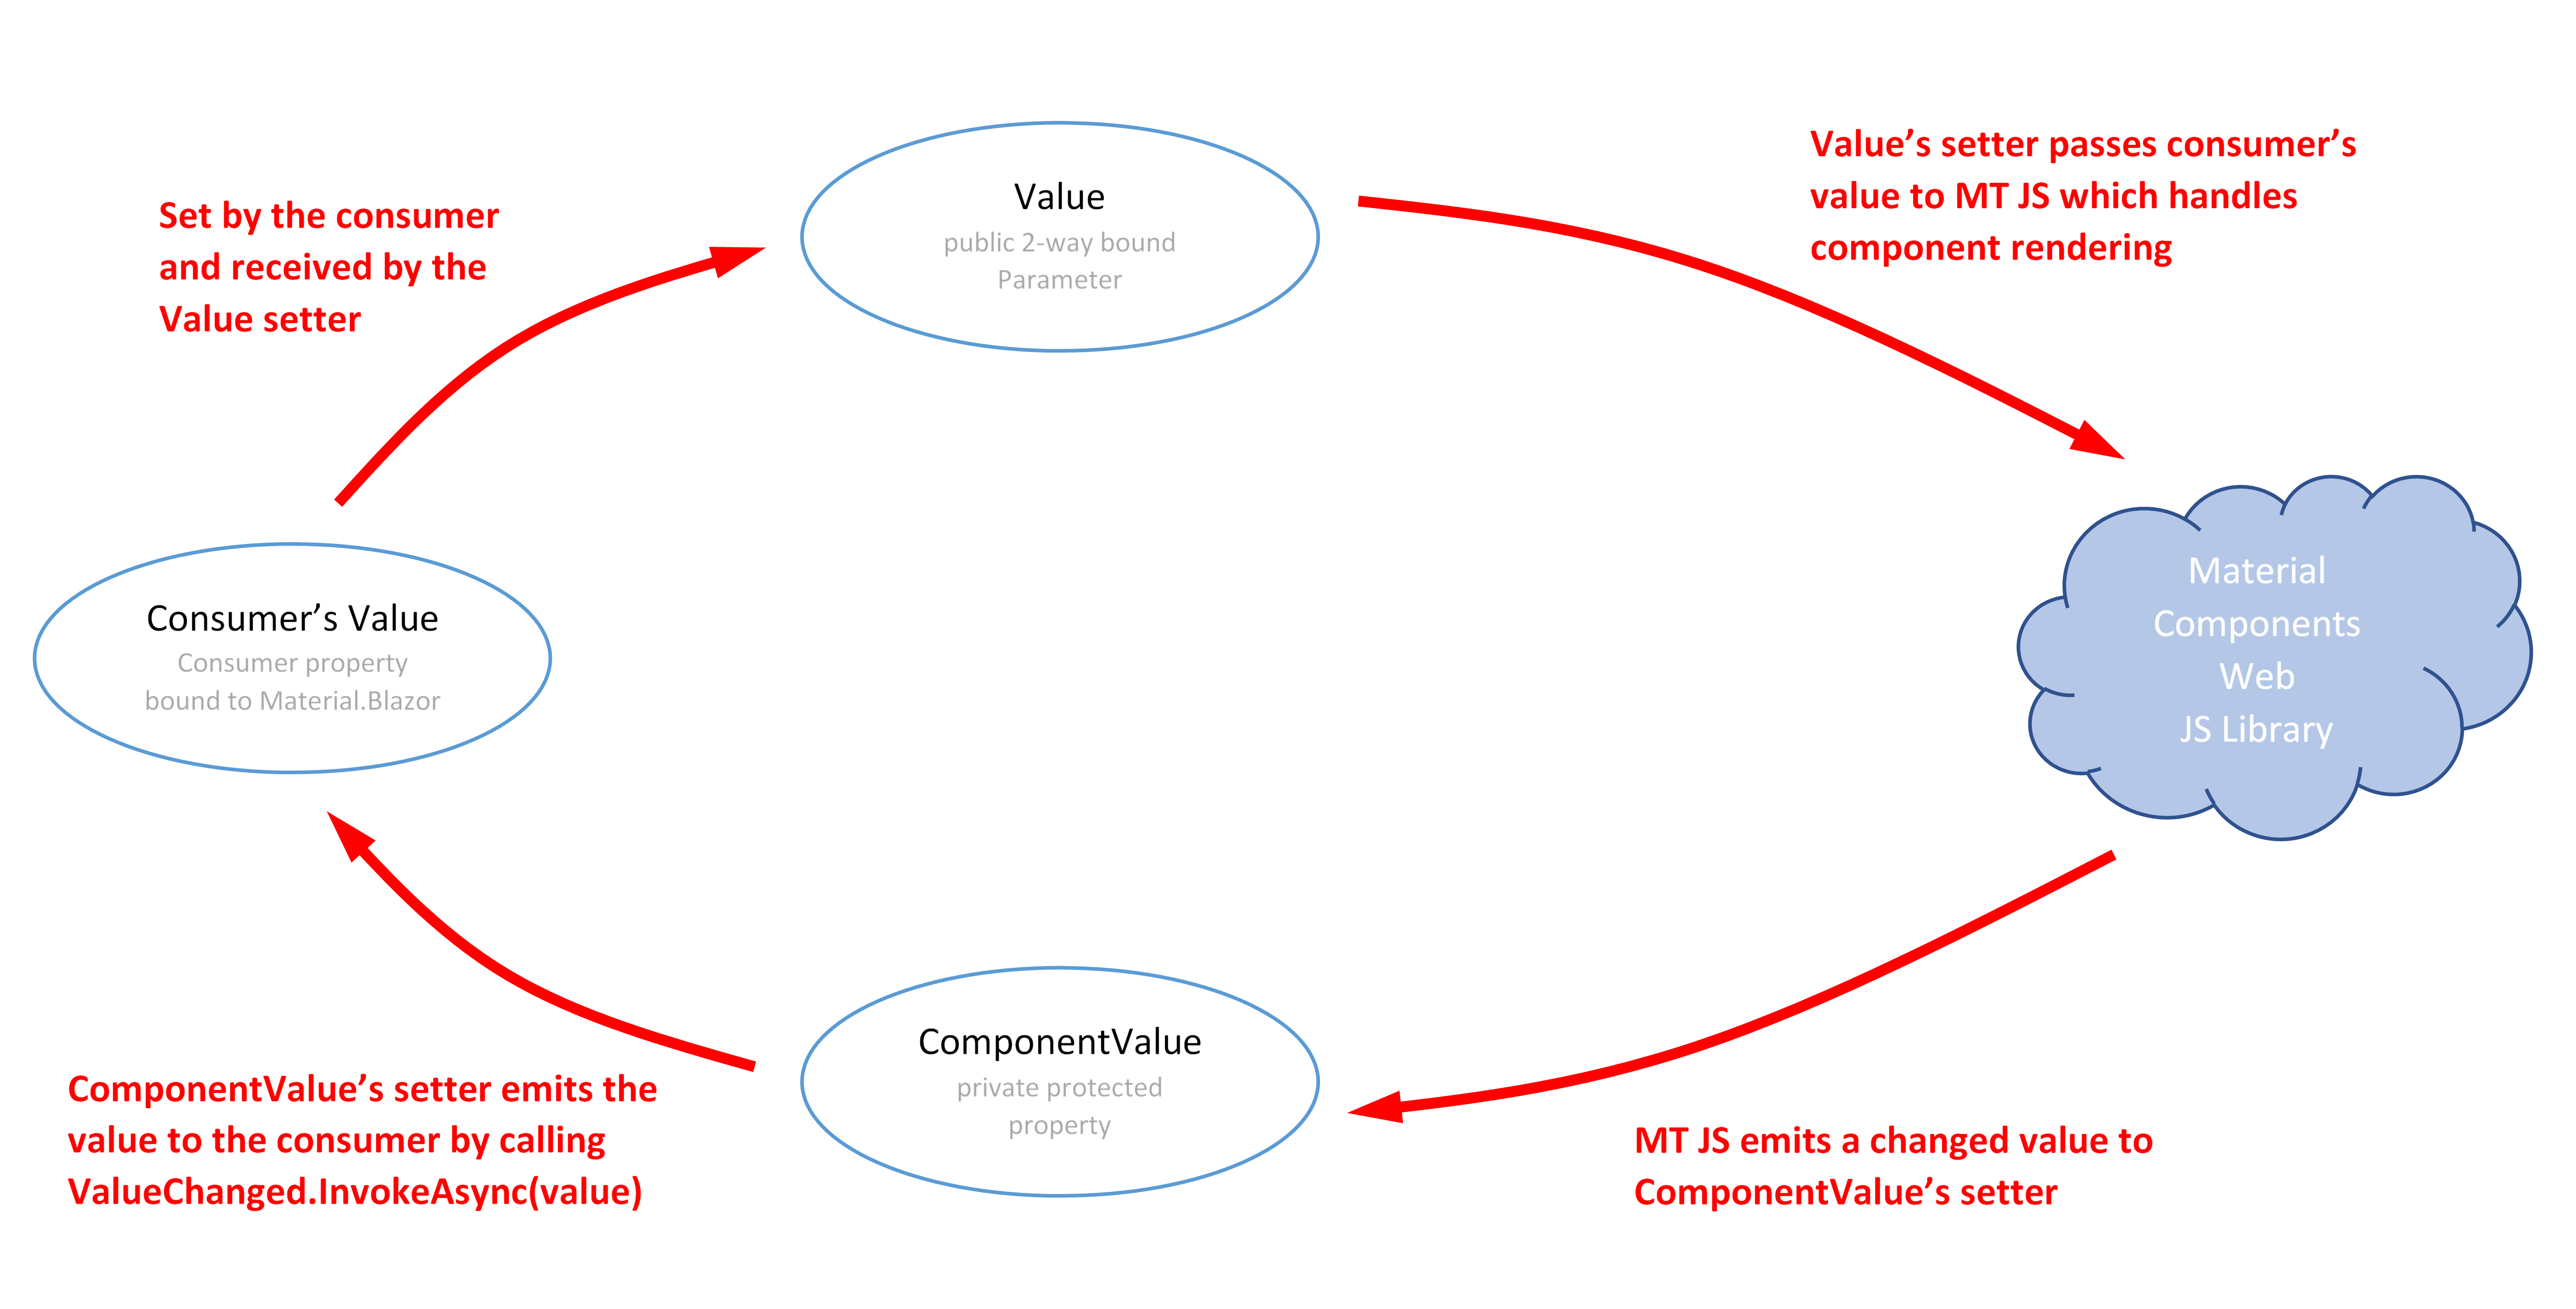 Set by the consumer
and received by the
Value setter
Value
public 2-way bound
Parameter
Value’s setter passes consumer’s
value to MT JS which handles
component rendering
Consumer’s Value
Consumer property
bound to Material.Blazor
Material
Components
Web
JS Library
ComponentValue’s setter emits the
value to the consumer by calling
ValueChanged.InvokeAsync(value)
ComponentValue
private protected
property
MT JS emits a changed value to
ComponentValue’s setter